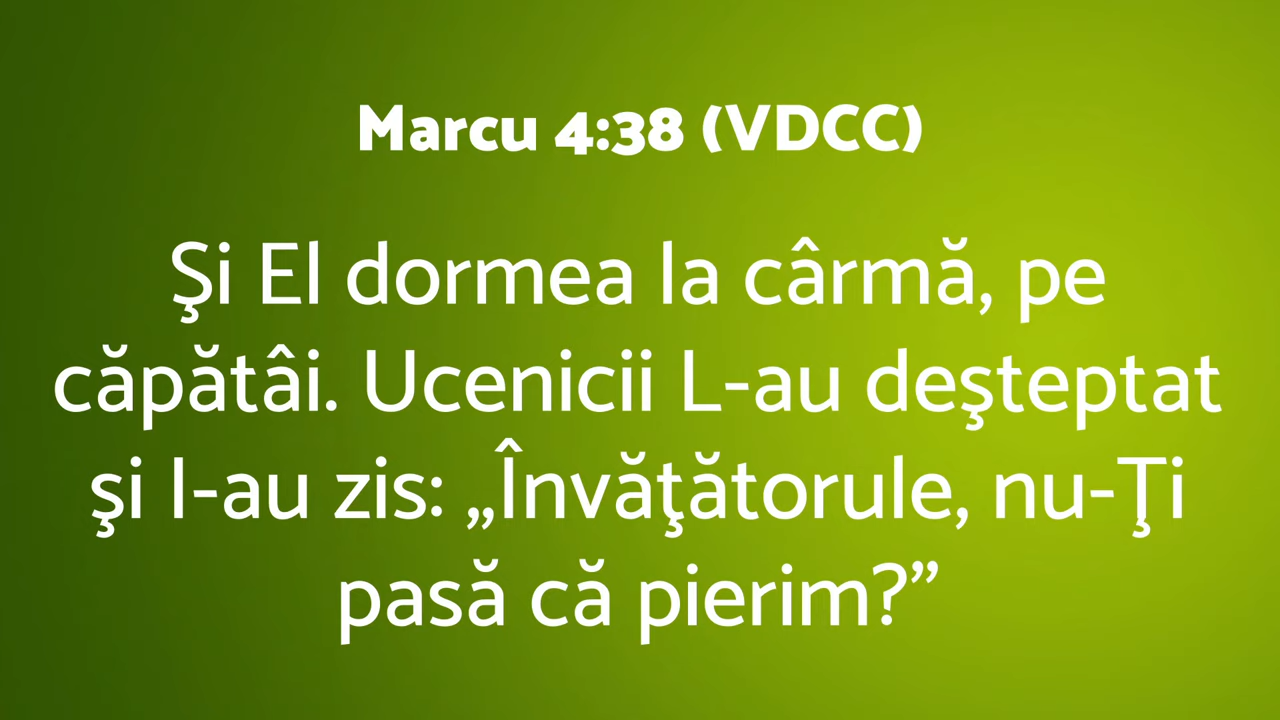 Marcu 4:38 (VDCC)
Şi El dormea la cârmă, pe
căpătâi. Ucenicii L-au deşteptat
şi I-au zis: „Învăţătorule, nu-Ţi
pasă că pierim?”